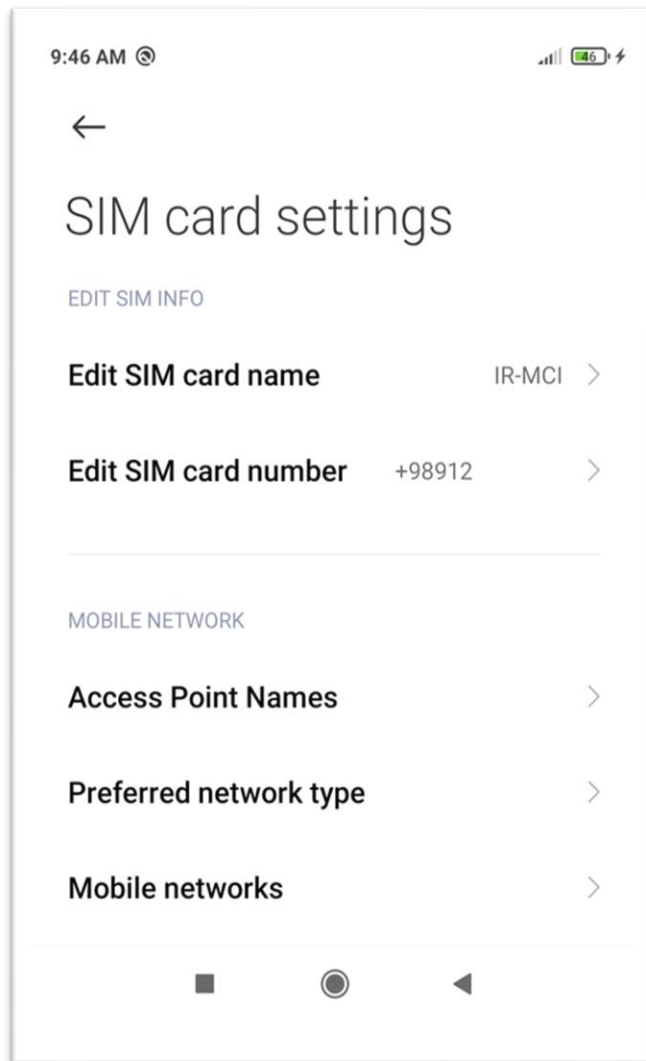 9:46 AM
46
SIM card settings
EDIT SIM INFO
Edit SIM card name IR-MCI
Edit SIM card number +98912
MOBILE NETWORK
Access Point Names
Preferred network type
Mobile networks